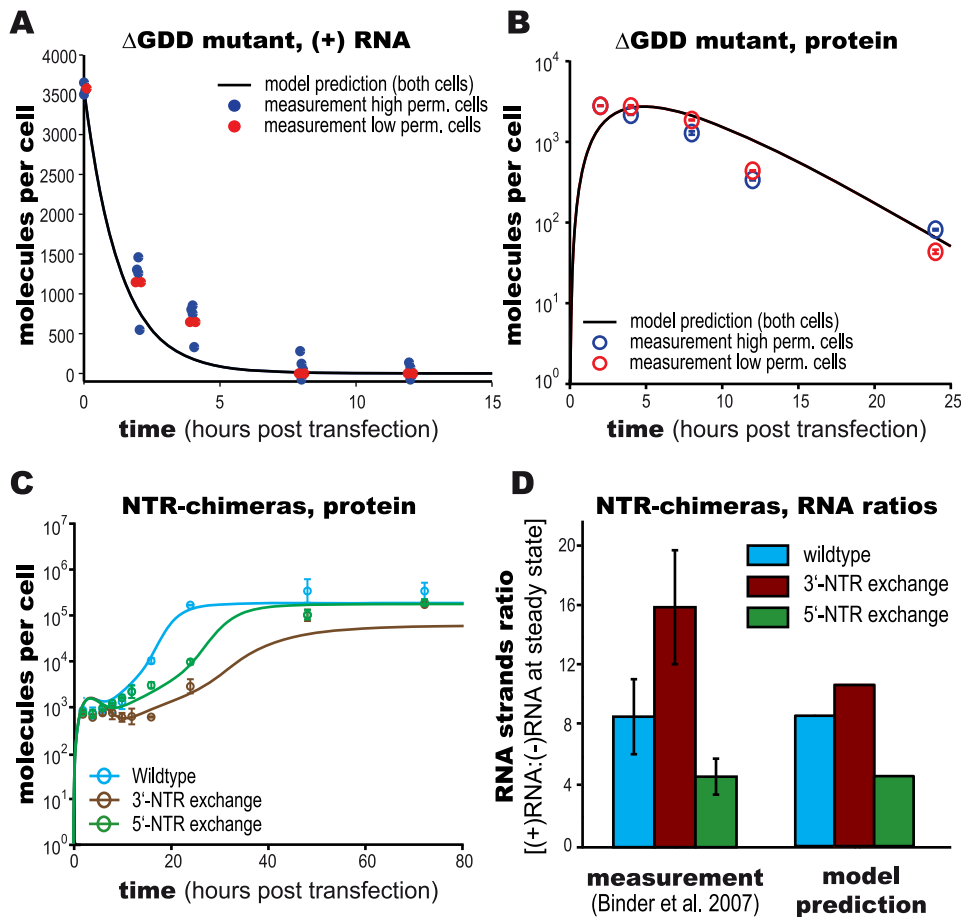 A
ΔGDD mutant, (+) RNA
4000
3500
3000
2500
2000
1500
1000
500
0
molecules per cell
model prediction (both cells)
measurement high perm. cells
measurement low perm. cells
0
5
10
15
time (hours post transfection)
B
ΔGDD mutant, protein
10^4
10^3
10^2
10^1
10^0
molecules per cell
model prediction (both cells)
measurement high perm. cells
measurement low perm. cells
0
5
10
15
20
25
time (hours post transfection)
C
NTR-chimeras, protein
10^7
10^6
10^5
10^4
10^3
10^2
10^1
10^0
molecules per cell
Wildtype
3'-NTR exchange
5'-NTR exchange
0
20
40
60
80
time (hours post transfection)
D
NTR-chimeras, RNA ratios
RNA strands ratio
[(+)RNA:(-)RNA at steady state]
20
16
12
8
4
0
wildtype
3'-NTR exchange
5'-NTR exchange
measurement
(Binder et al. 2007)
model
prediction